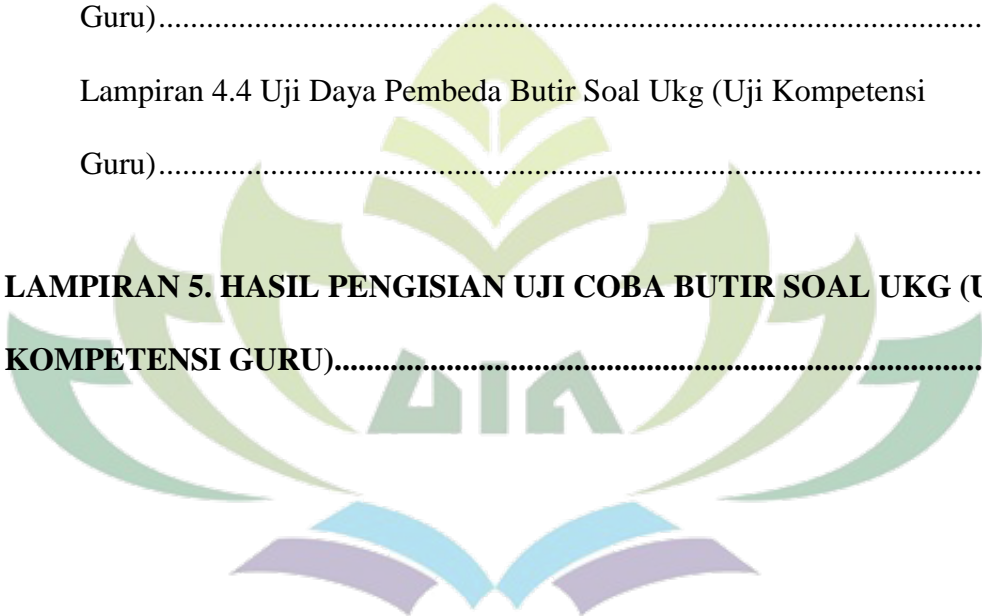 Guru)........................................................................................................
Lampiran 4.4 Uji Daya Pembeda Butir Soal Ukg (Uji Kompetensi
Guru)........................................................................................................
LAMPIRAN 5. HASIL PENGISIAN UJI COBA BUTIR SOAL UKG (U
KOMPETENSI GURU)..................................................................................
UIN